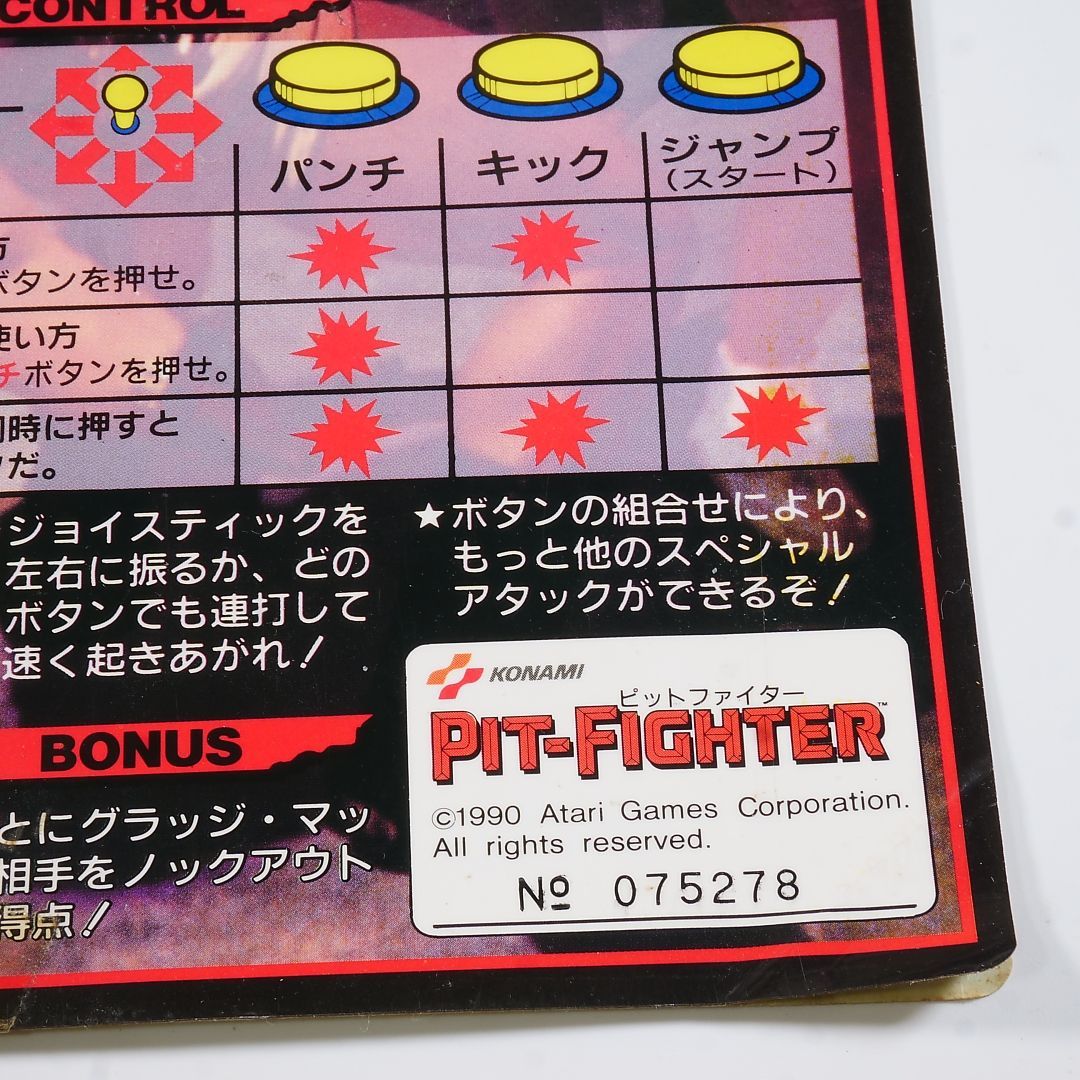 CONTROL
パンチ
キック
ジャンプ
(スタート)
方
ボタンを押せ。
使い方
チボタンを押せ。
同時に押すと
だ。
ジョイスティックを
左右に振るか、どの
ボタンでも連打して
速く起きあがれ!
★ボタンの組合せにより、
もっと他のスペシャル
アタックができるぞ!
BONUS
とにグラッジ・マッ
相手をノックアウト
得点!
KONAMI
ピットファイター
PIT-FIGHTER™
©1990 Atari Games Corporation.
All rights reserved.
Nº 075278